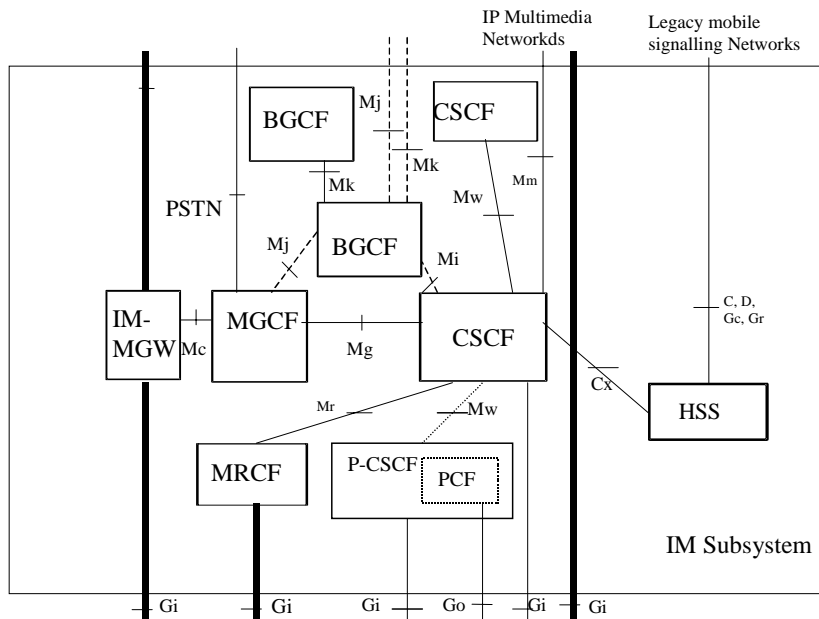 IP Multimedia
Networkds
Legacy mobile
signalling Networks
BGCF
Mj
CSCF
Mk
Mk
PSTN
Mw
Mm
BGCF
Mj
Mi
IM-
MGW
Mc
MGCF
Mg
CSCF
C, D,
Gc, Gr
Cx
HSS
Mr
Mw
MRCF
P-CSCF
PCF
IM Subsystem
Gi
Gi
Gi
Go
Gi
Gi